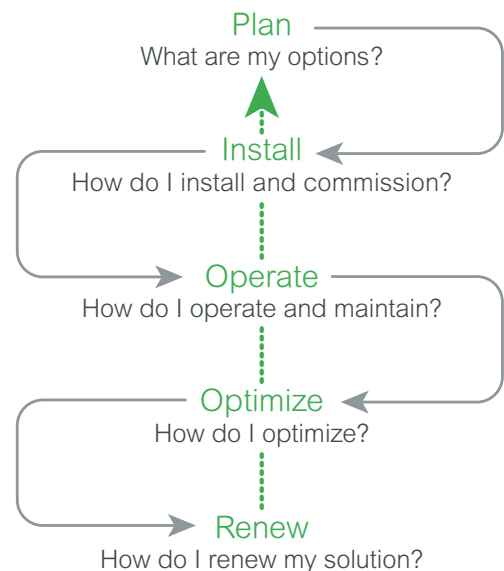 Plan
What are my options?
Install
How do I install and commission?
Operate
How do I operate and maintain?
Optimize
How do I optimize?
Renew
How do I renew my solution?